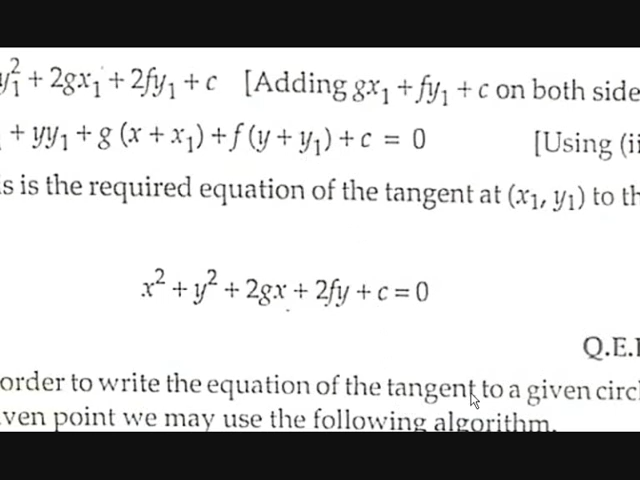 y₁² + 2gx₁ + 2fy₁ + c [Adding gx₁ + fy₁ + c on both side
+ yy₁ + g (x + x₁) + f (y + y₁) + c = 0 [Using (ii
s is the required equation of the tangent at (x₁, y₁) to th
x² + y² + 2gx + 2fy + c = 0
Q.E.
order to write the equation of the tangent to a given circl
ven point we may use the following algorithm.